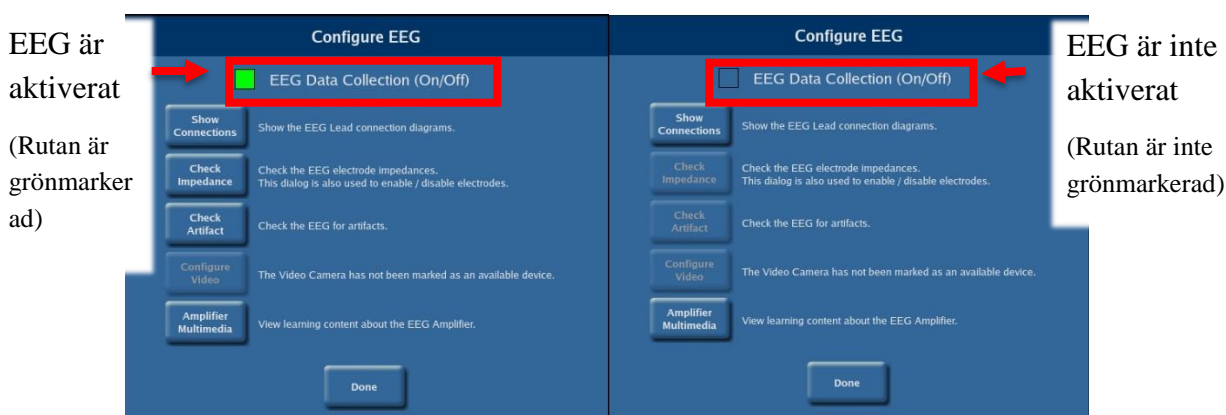 EEG är
aktiverat
(Rutan är
grönmarker
ad)
Configure EEG
EEG Data Collection (On/Off)
Show
Connections
Show the EEG Lead connection diagrams.
Check
Impedance
Check the EEG electrode impedances.
This dialog is also used to enable / disable electrodes.
Check
Artifact
Check the EEG for artifacts.
Configure
Video
The Video Camera has not been marked as an available device.
Amplifier
Multimedia
View learning content about the EEG Amplifier.
Done
Configure EEG
EEG Data Collection (On/Off)
Show
Connections
Show the EEG Lead connection diagrams.
Check
Impedance
Check the EEG electrode impedances.
This dialog is also used to enable / disable electrodes.
Check
Artifact
Check the EEG for artifacts.
Configure
Video
The Video Camera has not been marked as an available device.
Amplifier
Multimedia
View learning content about the EEG Amplifier.
Done
EEG är inte
aktiverat
(Rutan är inte
grönmarkerad)